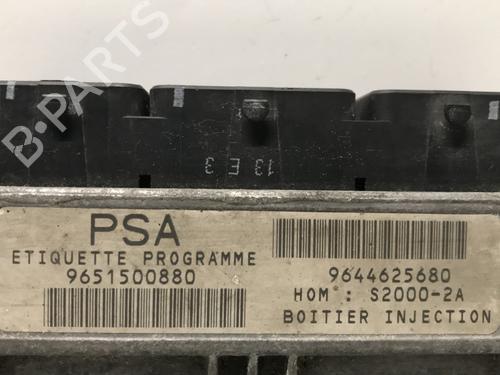 B-PARTS
13 E 3
PSA
ETIQUETTE PROGRAMME
9651500880
9644625680
HOM : S2000-2A
BOITIER INJECTION